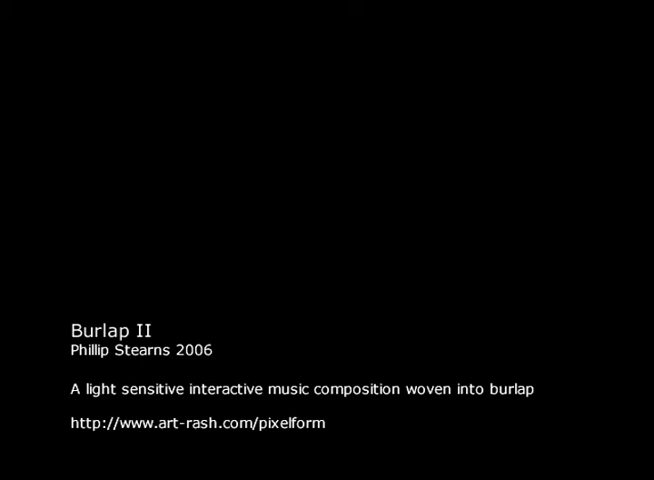 Burlap II
Phillip Stearns 2006
A light sensitive interactive music composition woven into burlap
http://www.art-rash.com/pixelform